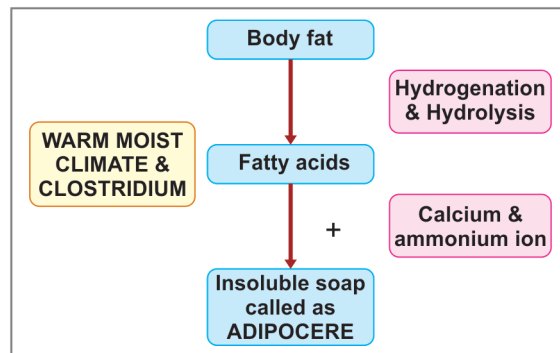 Body fat
Hydrogenation
& Hydrolysis
WARM MOIST
CLIMATE &
CLOSTRIDIUM
Fatty acids
+
Calcium &
ammonium ion
Insoluble soap
called as
ADIPOCERE